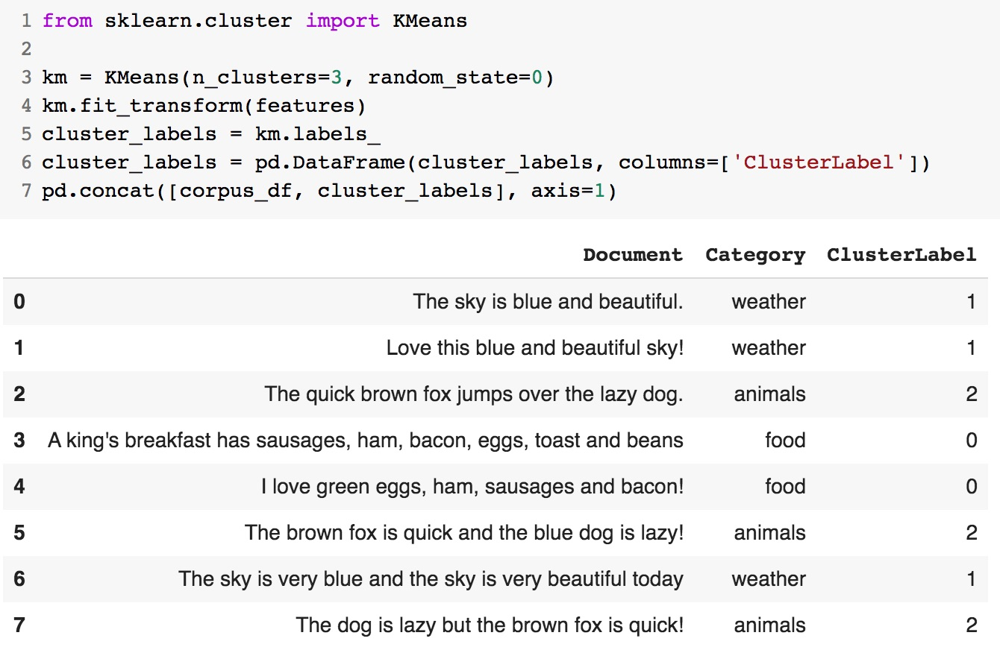 1 from sklearn.cluster import KMeans
2
3 km = KMeans(n_clusters=3, random_state=0)
4 km.fit_transform(features)
5 cluster_labels = km.labels_
6 cluster_labels = pd.DataFrame(cluster_labels, columns=['ClusterLabel'])
7 pd.concat([corpus_df, cluster_labels], axis=1)
Document Category ClusterLabel
0 The sky is blue and beautiful. weather 1
1 Love this blue and beautiful sky! weather 1
2 The quick brown fox jumps over the lazy dog. animals 2
3 A king's breakfast has sausages, ham, bacon, eggs, toast and beans food 0
4 I love green eggs, ham, sausages and bacon! food 0
5 The brown fox is quick and the blue dog is lazy! animals 2
6 The sky is very blue and the sky is very beautiful today weather 1
7 The dog is lazy but the brown fox is quick! animals 2